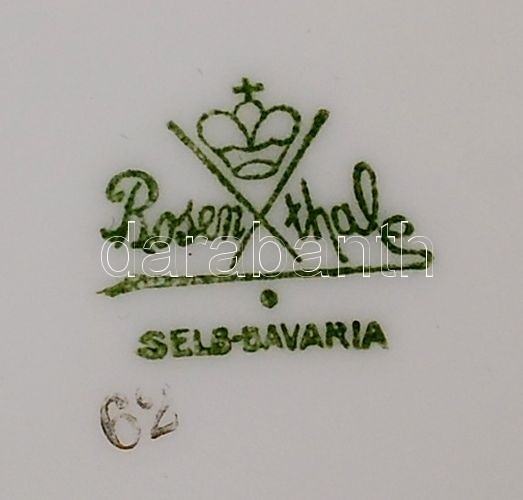 Rosenthal
darabanth
SELB-BAVARIA
62